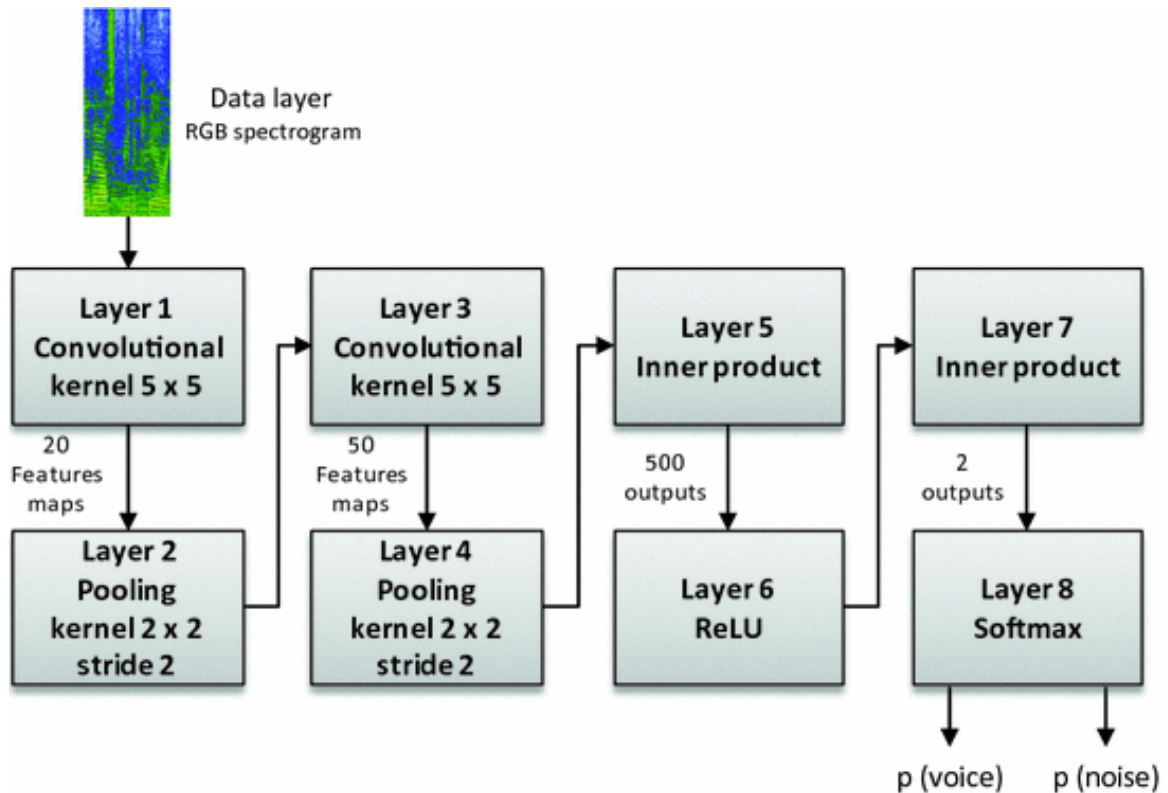 Data layer
RGB spectrogram
Layer 1
Convolutional
kernel 5 x 5
20
Features
maps
Layer 2
Pooling
kernel 2 x 2
stride 2
Layer 3
Convolutional
kernel 5 x 5
50
Features
maps
Layer 4
Pooling
kernel 2 x 2
stride 2
Layer 5
Inner product
500
outputs
Layer 6
ReLU
Layer 7
Inner product
2
outputs
Layer 8
Softmax
p (voice)
p (noise)